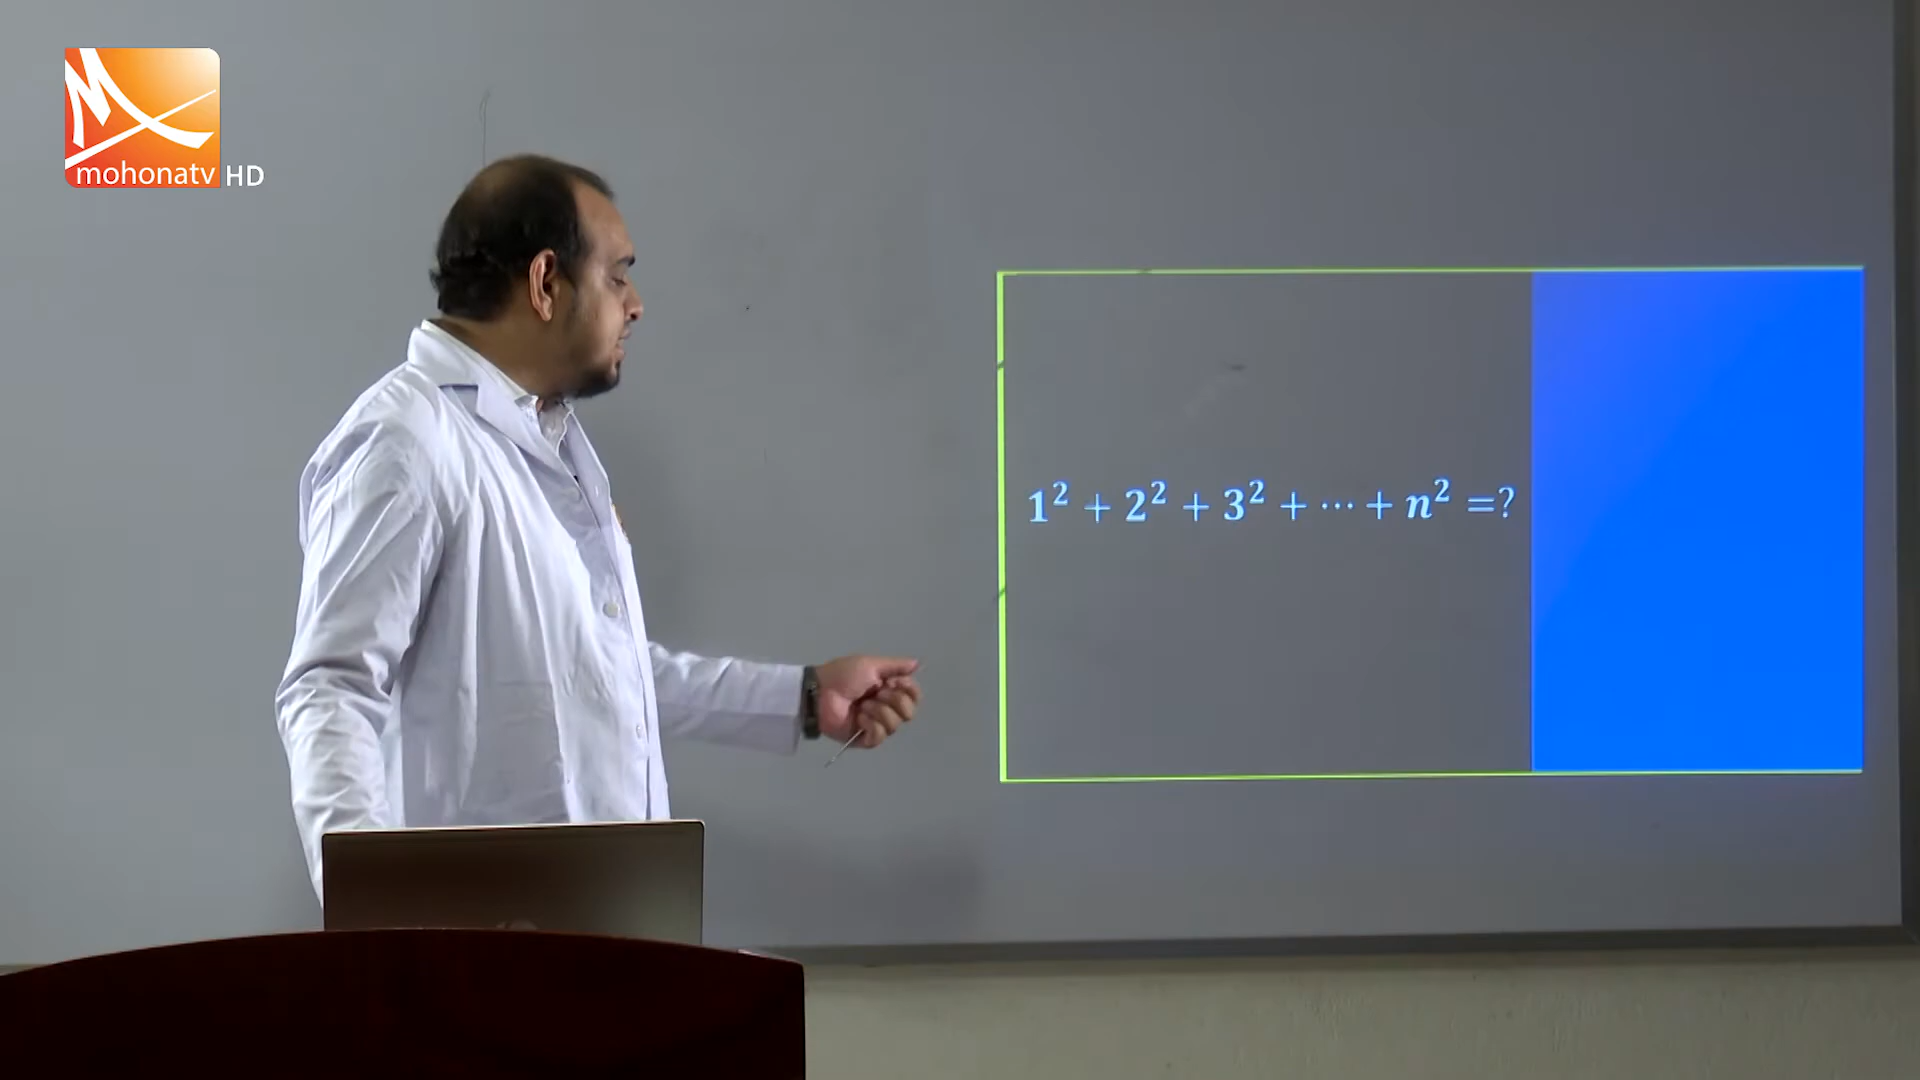 mohonatv HD
1² + 2² + 3² + ⋯ + n² =?